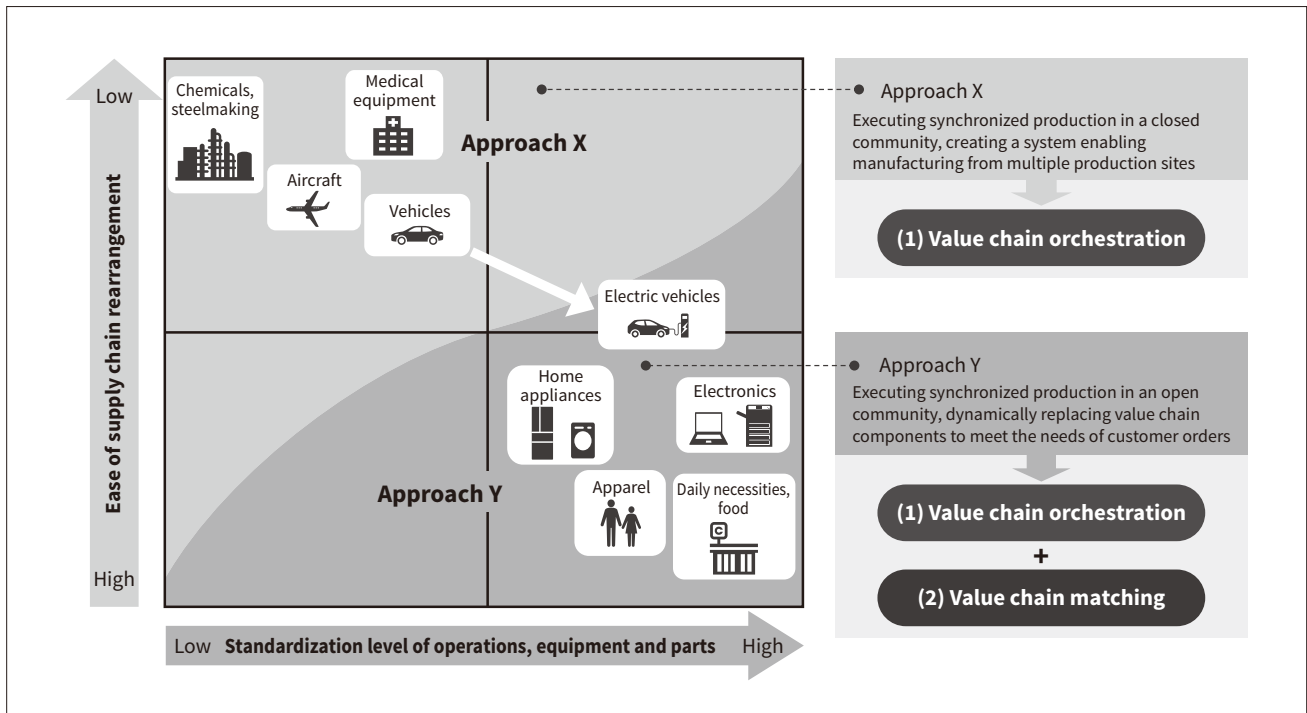 Low
Ease of supply chain rearrangement
High
Chemicals,
steelmaking
Medical
equipment
Approach X
Aircraft
Vehicles
Electric vehicles
Home
appliances
Electronics
Approach Y
Apparel
Daily necessities,
food
C
Low Standardization level of operations, equipment and parts High
Approach X
Executing synchronized production in a closed
community, creating a system enabling
manufacturing from multiple production sites
(1) Value chain orchestration
Approach Y
Executing synchronized production in an open
community, dynamically replacing value chain
components to meet the needs of customer orders
(1) Value chain orchestration
+
(2) Value chain matching